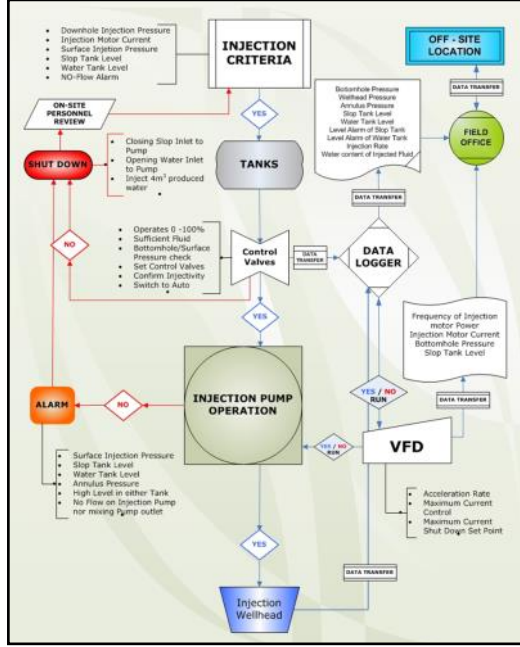 • Downhole Injection Pressure
• Injection Motor Current
• Surface Injetion Pressure
• Slop Tank Level
• Water Tank Level
• NO-Flow Alarm
INJECTION
CRITERIA
OFF - SITE
LOCATION
ON-SITE
PERSONNEL
REVIEW
YES
DATA TRANSFER
Bottomhole Pressure
Wellhead Pressure
Annulus Pressure
Slop Tank Level
Water Tank Level
Level Alarm of Slop Tank
Level Alarm of Water Tank
Injection Rate
Water content of Injected Fluid
FIELD
OFFICE
SHUT DOWN
• Closing Slop Inlet to
Pump
• Opening Water Inlet
to Pump
• Inject 4m³ produced
water
TANKS
DATA TRANSFER
NO
• Operates 0 -100%
• Sufficient Fluid
• Bottomhole/Surface
Pressure check
• Set Control Valves
• Confirm Injectivity
• Switch to Auto
Control
Valves
DATA TRANSFER
DATA
LOGGER
YES
Frequency of Injection
motor Power
Injection Motor Current
Bottomhole Pressure
Slop Tank Level
ALARM
NO
INJECTION PUMP
OPERATION
YES / NO
RUN
DATA TRANSFER
YES / NO
RUN
VFD
• Surface Injection Pressure
• Slop Tank Level
• Water Tank Level
• Annulus Pressure
• High Level in either Tank
• No Flow on Injection Pump
nor mixing Pump outlet
• Acceleration Rate
• Maximum Current
Control
• Maximum Current
Shut Down Set Point
YES
DATA TRANSFER
Injection
Wellhead